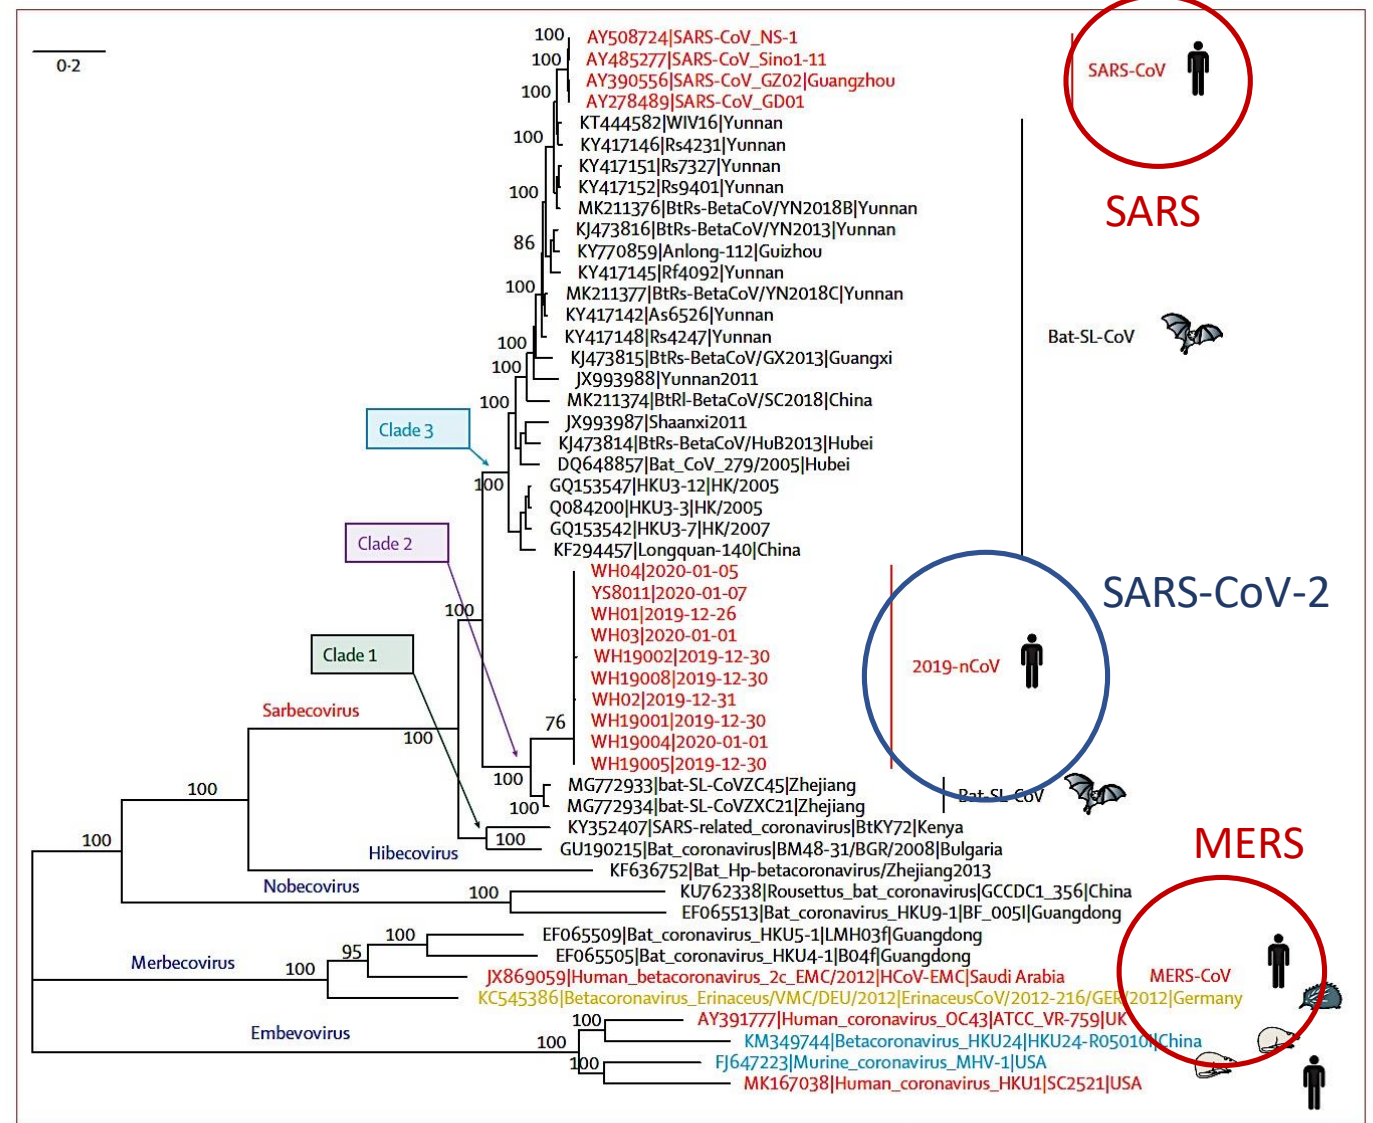 0·2
100
AY508724|SARS-CoV_NS-1
100
AY485277|SARS-CoV_Sino1-11
AY390556|SARS-CoV_GZ02|Guangzhou
100
AY278489|SARS-CoV_GD01
SARS-CoV
SARS
KT444582|WIV16|Yunnan
100
KY417146|Rs4231|Yunnan
KY417151|Rs7327|Yunnan
100
KY417152|Rs9401|Yunnan
MK211376|BtRs-BetaCoV/YN2018B|Yunnan
KJ473816|BtRs-BetaCoV/YN2013|Yunnan
86
KY770859|Anlong-112|Guizhou
KY417145|Rf4092|Yunnan
100
MK211377|BtRs-BetaCoV/YN2018C|Yunnan
KY417142|As6526|Yunnan
KY417148|Rs4247|Yunnan
Bat-SL-CoV
100
KJ473815|BtRs-BetaCoV/GX2013|Guangxi
100
JX993988|Yunnan2011
100
MK211374|BtRl-BetaCoV/SC2018|China
JX993987|Shaanxi2011
Clade 3
KJ473814|BtRs-BetaCoV/HuB2013|Hubei
DQ648857|Bat_CoV_279/2005|Hubei
100
GQ153547|HKU3-12|HK/2005
Q084200|HKU3-3|HK/2005
GQ153542|HKU3-7|HK/2007
Clade 2
KF294457|Longquan-140|China
WH04|2020-01-05
YS8011|2020-01-07
SARS-CoV-2
100
WH01|2019-12-26
WH03|2020-01-01
Clade 1
WH19002|2019-12-30
2019-nCoV
WH19008|2019-12-30
WH02|2019-12-31
Sarbecovirus
76
WH19001|2019-12-30
100
WH19004|2020-01-01
WH19005|2019-12-30
100
MG772933|bat-SL-CoVZC45|Zhejiang
100
100
MG772934|bat-SL-CoVZXC21|Zhejiang
Bat-SL-CoV
KY352407|SARS-related_coronavirus|BtKY72|Kenya
100
100
GU190215|Bat_coronavirus|BM48-31/BGR/2008|Bulgaria
MERS
Hibecovirus
KF636752|Bat_Hp-betacoronavirus/Zhejiang2013
Nobecovirus
100
KU762338|Rousettus_bat_coronavirus|GCCDC1_356|China
EF065513|Bat_coronavirus_HKU9-1|BF_005I|Guangdong
100
EF065509|Bat_coronavirus_HKU5-1|LMH03f|Guangdong
95
EF065505|Bat_coronavirus_HKU4-1|B04f|Guangdong
Merbecovirus
100
JX869059|Human_betacoronavirus_2c_EMC/2012|HCoV-EMC|Saudi Arabia
MERS-CoV
KC545386|Betacoronavirus_Erinaceus/VMC/DEU/2012|ErinaceusCoV/2012-216/GER/2012|Germany
100
AY391777|Human_coronavirus_OC43|ATCC_VR-759|UK
Embevovirus
100
KM349744|Betacoronavirus_HKU24|HKU24-R05010I|China
100
FJ647223|Murine_coronavirus_MHV-1|USA
MK167038|Human_coronavirus_HKU1|SC2521|USA